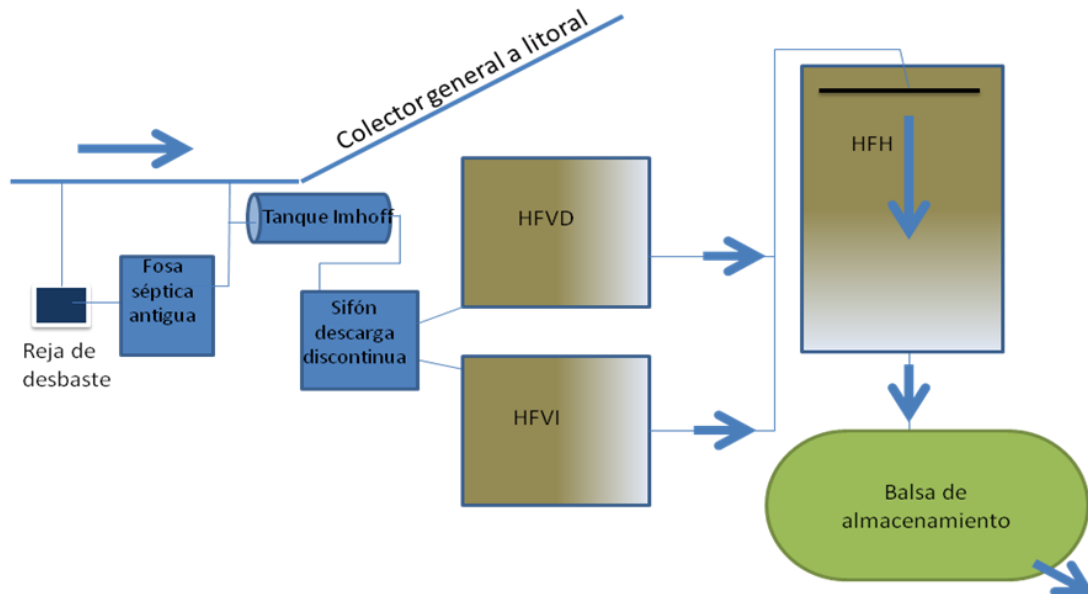 Colector general a litoral
Tanque Imhoff
Fosa
séptica
antigua
Reja de
desbaste
Sifón
descarga
discontinua
HFVD
HFVI
HFH
Balsa de
almacenamiento